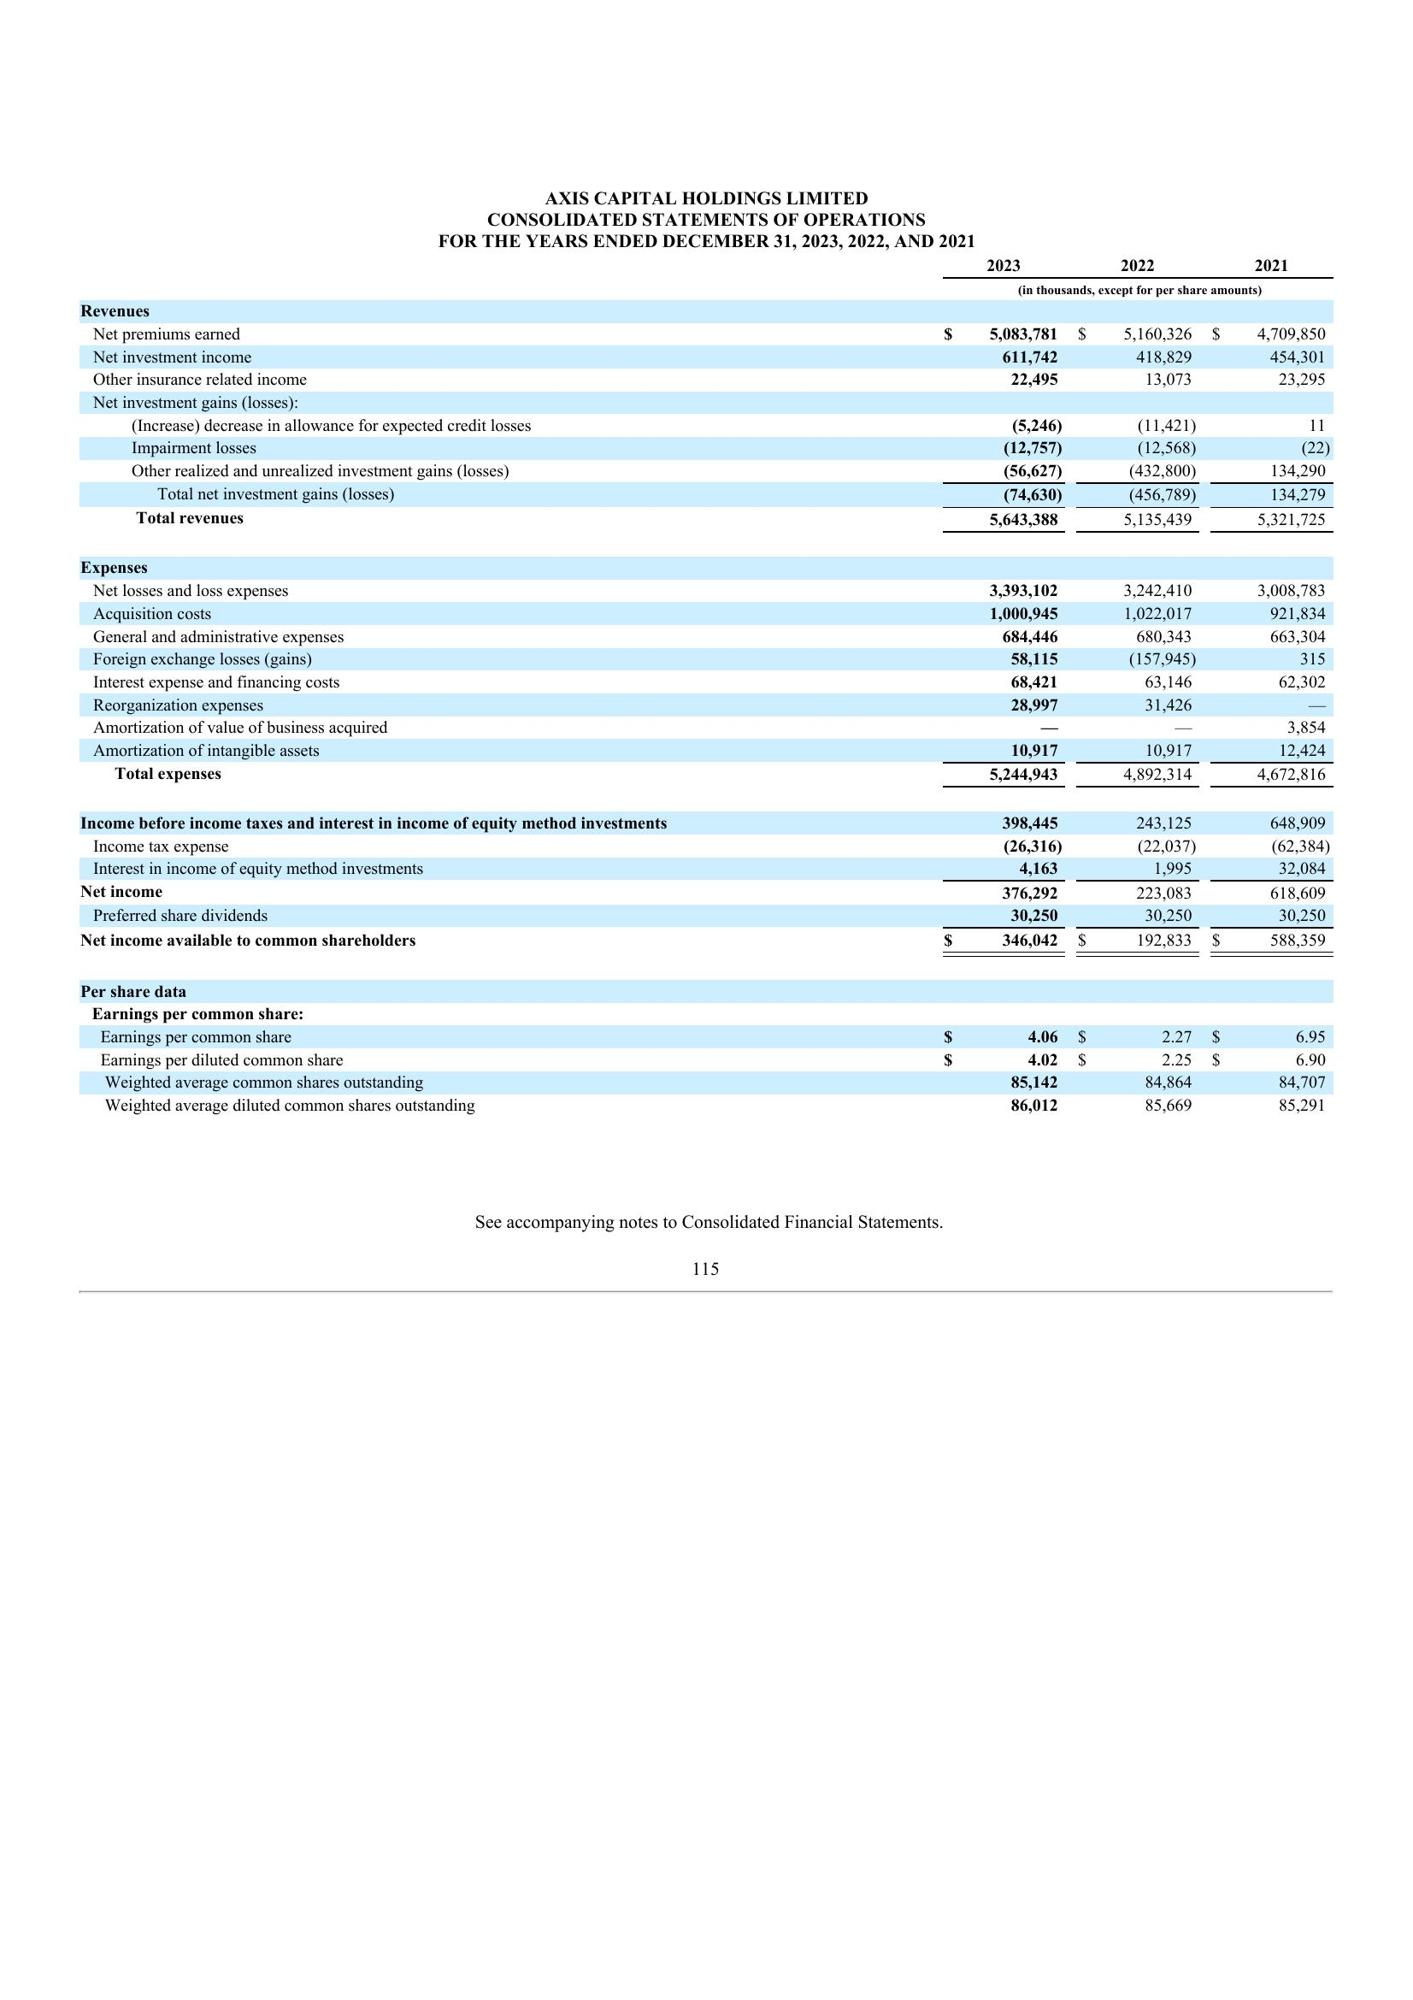 AXIS CAPITAL HOLDINGS LIMITED
CONSOLIDATED STATEMENTS OF OPERATIONS
FOR THE YEARS ENDED DECEMBER 31, 2023, 2022, AND 2021
2023 2022 2021
(in thousands, except for per share amounts)
Revenues
Net premiums earned $ 5,083,781 $ 5,160,326 $ 4,709,850
Net investment income 611,742 418,829 454,301
Other insurance related income 22,495 13,073 23,295
Net investment gains (losses):
(Increase) decrease in allowance for expected credit losses (5,246) (11,421) 11
Impairment losses (12,757) (12,568) (22)
Other realized and unrealized investment gains (losses) (56,627) (432,800) 134,290
Total net investment gains (losses) (74,630) (456,789) 134,279
Total revenues 5,643,388 5,135,439 5,321,725
Expenses
Net losses and loss expenses 3,393,102 3,242,410 3,008,783
Acquisition costs 1,000,945 1,022,017 921,834
General and administrative expenses 684,446 680,343 663,304
Foreign exchange losses (gains) 58,115 (157,945) 315
Interest expense and financing costs 68,421 63,146 62,302
Reorganization expenses 28,997 31,426 —
Amortization of value of business acquired — — 3,854
Amortization of intangible assets 10,917 10,917 12,424
Total expenses 5,244,943 4,892,314 4,672,816
Income before income taxes and interest in income of equity method investments 398,445 243,125 648,909
Income tax expense (26,316) (22,037) (62,384)
Interest in income of equity method investments 4,163 1,995 32,084
Net income 376,292 223,083 618,609
Preferred share dividends 30,250 30,250 30,250
Net income available to common shareholders $ 346,042 $ 192,833 $ 588,359
Per share data
Earnings per common share:
Earnings per common share $ 4.06 $ 2.27 $ 6.95
Earnings per diluted common share $ 4.02 $ 2.25 $ 6.90
Weighted average common shares outstanding 85,142 84,864 84,707
Weighted average diluted common shares outstanding 86,012 85,669 85,291
See accompanying notes to Consolidated Financial Statements.
115